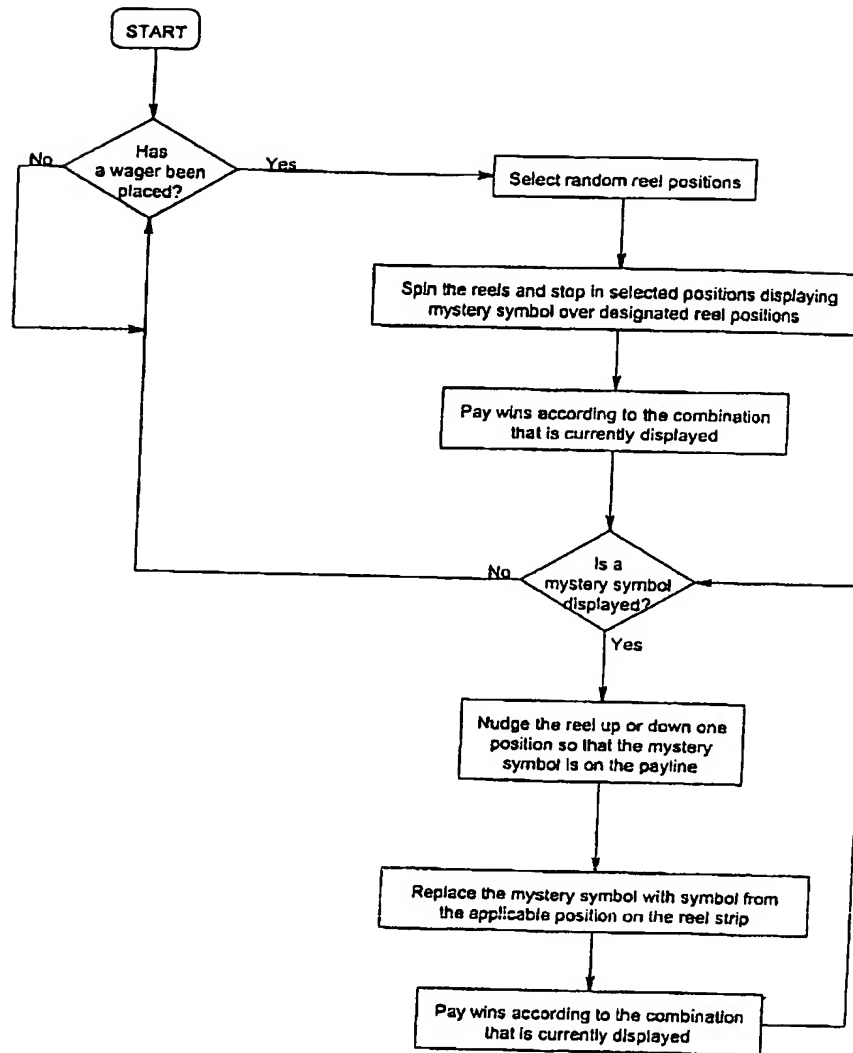 START
Has
a wager been
placed?
No
Yes
Select random reel positions
Spin the reels and stop in selected positions displaying
mystery symbol over designated reel positions
Pay wins according to the combination
that is currently displayed
Is a
mystery symbol
displayed?
No
Yes
Nudge the reel up or down one
position so that the mystery
symbol is on the payline
Replace the mystery symbol with symbol from
the applicable position on the reel strip
Pay wins according to the combination
that is currently displayed